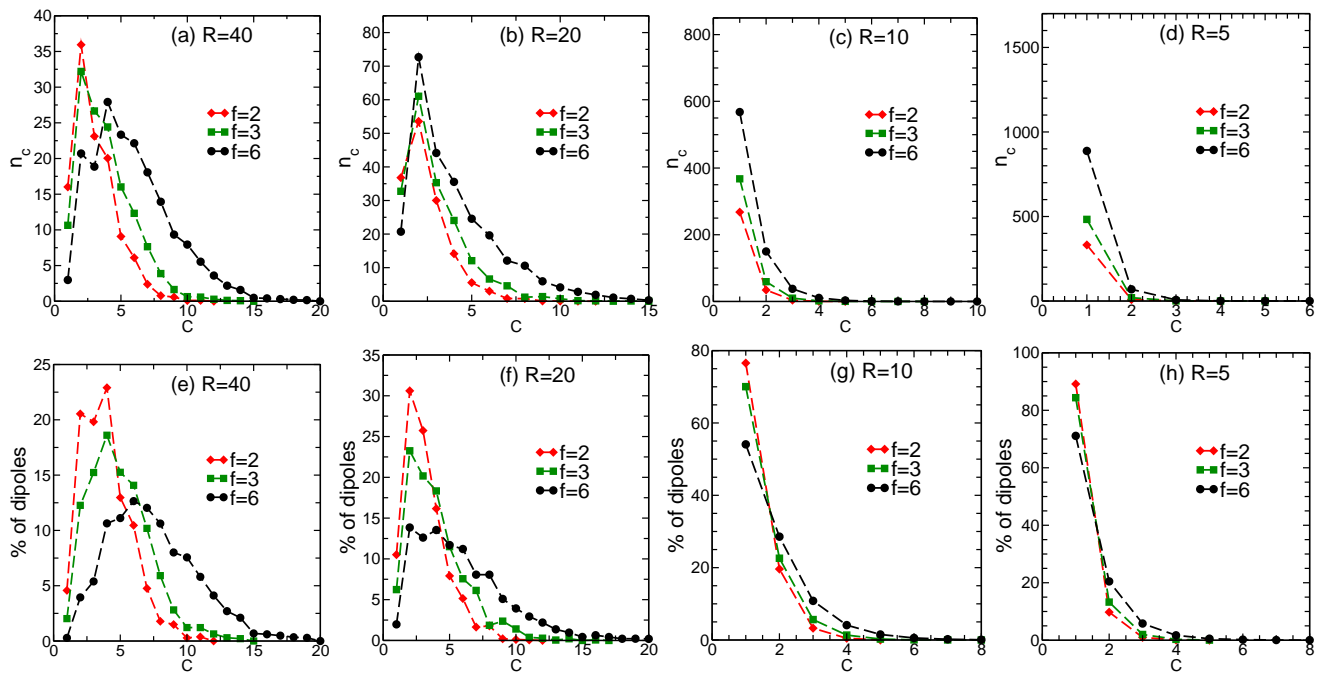 (a) R=40
40
35
30
25
20
15
10
5
0
n_c
f=2
f=3
f=6
0 5 10 15 20
C
(b) R=20
80
70
60
50
40
30
20
10
0
n_c
f=2
f=3
f=6
0 5 10 15
C
(c) R=10
800
600
400
200
0
n_c
f=2
f=3
f=6
0 2 4 6 8 10
C
(d) R=5
1500
1000
500
0
n_c
f=2
f=3
f=6
0 1 2 3 4 5 6
C
(e) R=40
25
20
15
10
5
0
% of dipoles
f=2
f=3
f=6
0 5 10 15 20
C
(f) R=20
35
30
25
20
15
10
5
0
% of dipoles
f=2
f=3
f=6
0 5 10 15 20
C
(g) R=10
80
60
40
20
0
% of dipoles
f=2
f=3
f=6
0 2 4 6 8
C
(h) R=5
100
80
60
40
20
0
% of dipoles
f=2
f=3
f=6
0 2 4 6 8
C